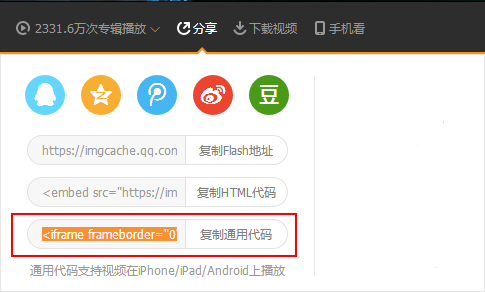 2331.6万次专辑播放 分享 下载视频 手机看
豆
https://imgcache.qq.con 复制Flash地址
<embed src="https://im 复制HTML代码
<iframe frameborder="0 复制通用代码
通用代码支持视频在iPhone/iPad/Android上播放